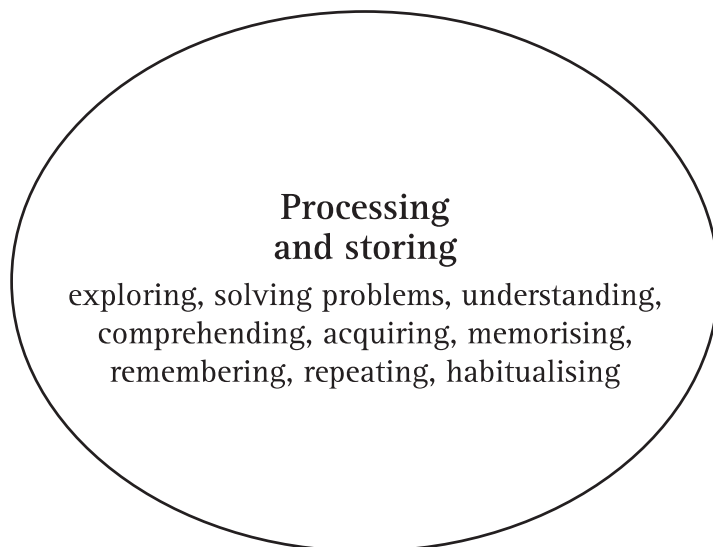 Processing
and storing
exploring, solving problems, understanding,
comprehending, acquiring, memorising,
remembering, repeating, habitualising